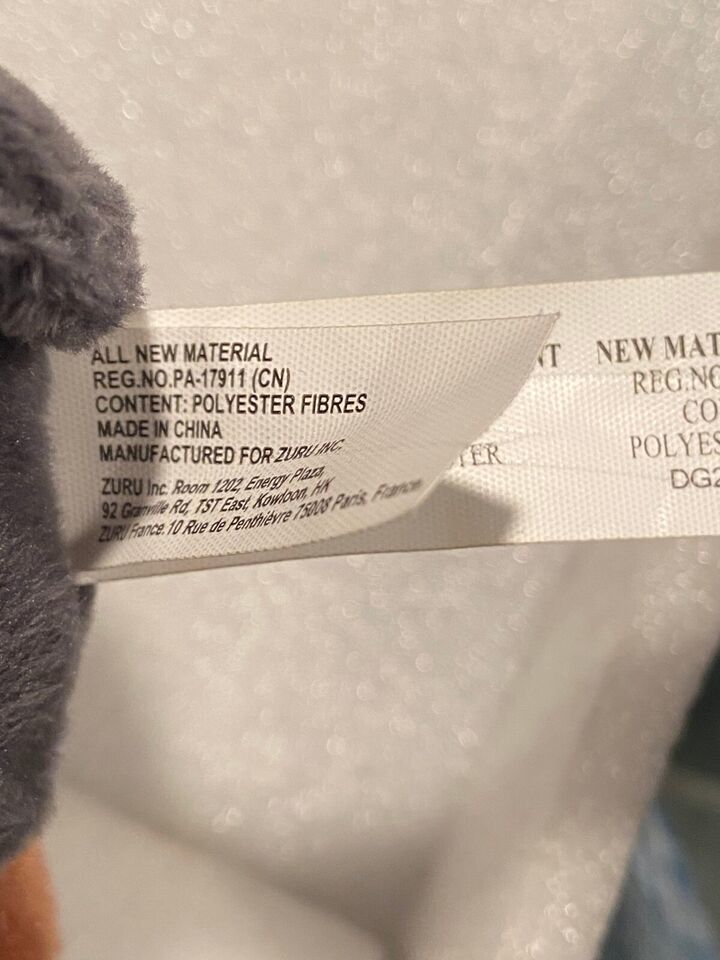 ALL NEW MATERIAL
REG.NO.PA-17911 (CN)
CONTENT: POLYESTER FIBRES
MADE IN CHINA
MANUFACTURED FOR ZURU INC.
ZURU Inc. Room 1202, Energy Plaza,
92 Granville Rd, TST East, Kowloon, HK
ZURU France.10 Rue de Penthièvre 75008 Paris, France
NT
TER
NEW MAT
REG.NO
CO
POLYES
DG2